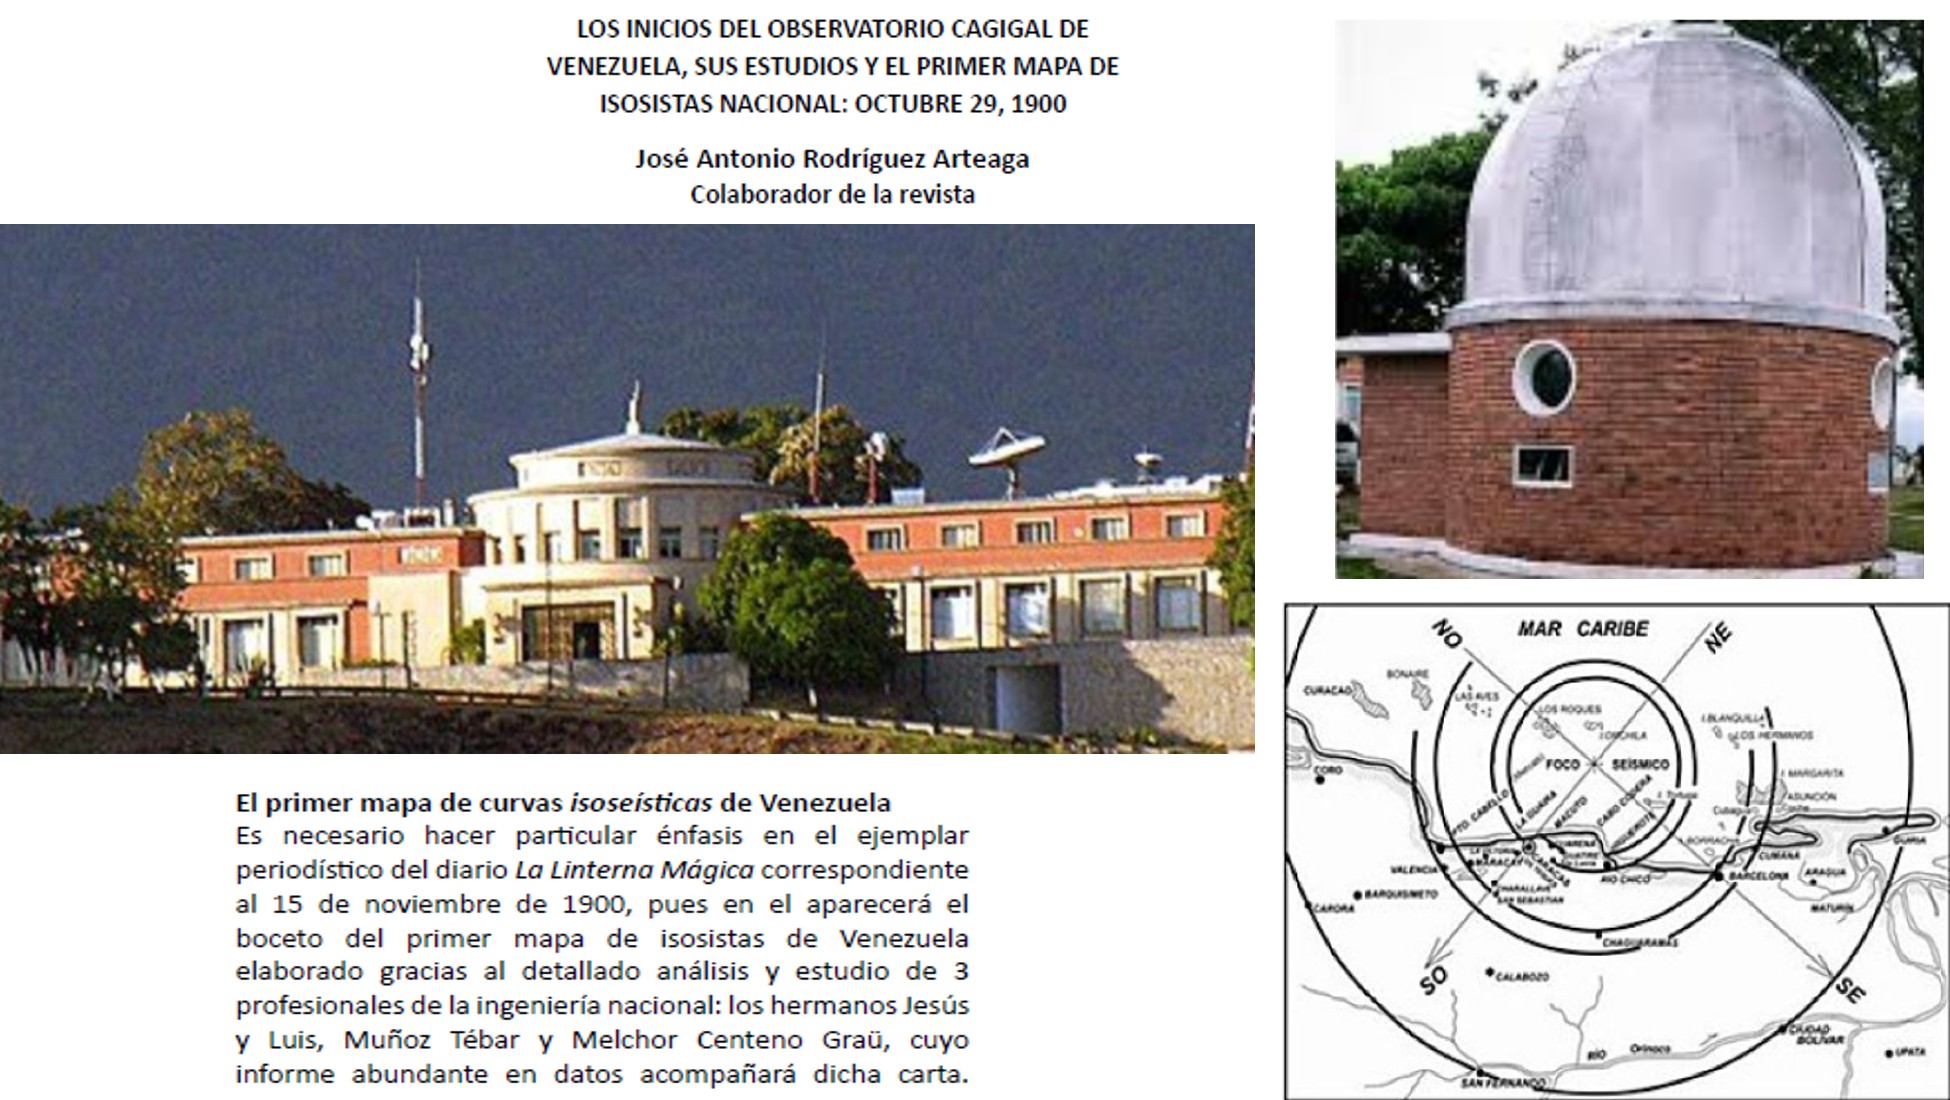 LOS INICIOS DEL OBSERVATORIO CAGIGAL DE
VENEZUELA, SUS ESTUDIOS Y EL PRIMER MAPA DE
ISOSISTAS NACIONAL: OCTUBRE 29, 1900
José Antonio Rodríguez Arteaga
Colaborador de la revista
El primer mapa de curvas isoseísticas de Venezuela
Es necesario hacer particular énfasis en el ejemplar
periodístico del diario La Linterna Mágica correspondiente
al 15 de noviembre de 1900, pues en el aparecerá el
boceto del primer mapa de isosistas de Venezuela
elaborado gracias al detallado análisis y estudio de 3
profesionales de la ingeniería nacional: los hermanos Jesús
y Luis, Muñoz Tébar y Melchor Centeno Graü, cuyo
informe abundante en datos acompañará dicha carta.
NO
MAR CARIBE
NE
BONAIRE
CURACAO
LAS AVES
LOS ROQUES
I. ORCHILA
I. BLANQUILLA
LOS HERMANOS
FOCO SEÍSMICO
CORO
I. MARGARITA
ASUNCIÓN
Coche
I. Tortuga
PTO. CABELLO
LA GUAIRA
MACUTO
CABO CODERA
HIGUEROTE
GUIRIA
CUMANÁ
VALENCIA
MARACAY
CARACAS
GUARENA
GUATIRE
RIO CHICO
BARCELONA
ARAGUA
MATURÍN
CHARALLAVE
SAN SEBASTIAN
BARQUISIMETO
CARORA
CHAGUARAMAS
CALABOZO
SO
SE
CIUDAD
BOLIVAR
RÍO Orinoco
UPATA
SAN FERNANDO